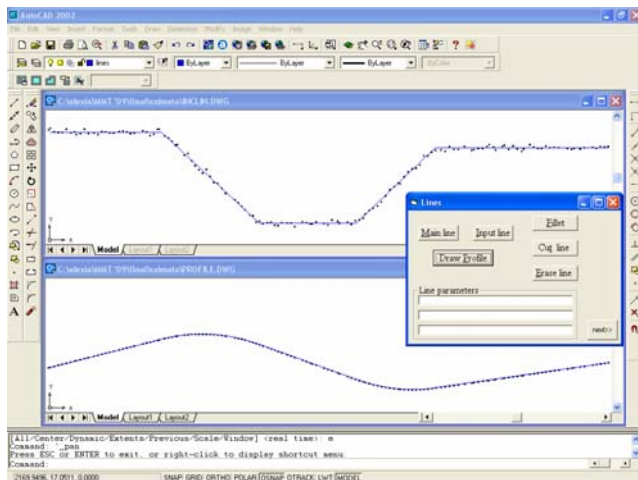 AutoCAD 2002
File Edit View Insert Format Tools Draw Dimension Modify Image Window Help
lines
ByLayer
ByLayer
ByLayer
ByColor
Model
Layout1
Layout2
Lines
Main line
Input line
Fillet
Cut line
Draw Profile
Erase line
Line parameters
next>>
Model
Layout1
Layout2
[All/Center/Dynamic/Extents/Previous/Scale/Window] <real time>: e
Command: '_pan
Press ESC or ENTER to exit, or right-click to display shortcut menu.
Command:
SNAP GRID ORTHO POLAR OSNAP OTRACK LWT MODEL